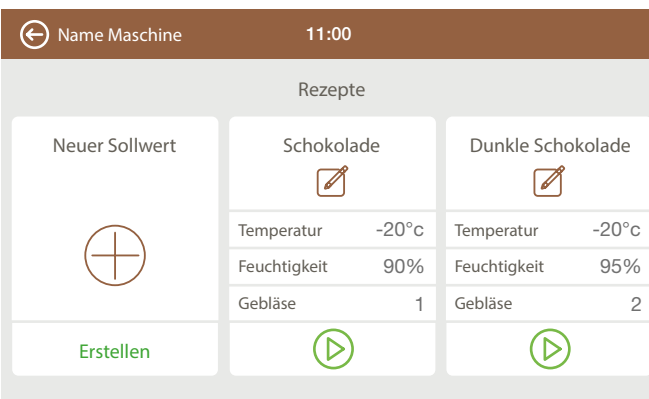 Name Maschine 11:00
Rezepte
Neuer Sollwert
Erstellen
Schokolade
Temperatur -20°c
Feuchtigkeit 90%
Gebläse 1
Dunkle Schokolade
Temperatur -20°c
Feuchtigkeit 95%
Gebläse 2